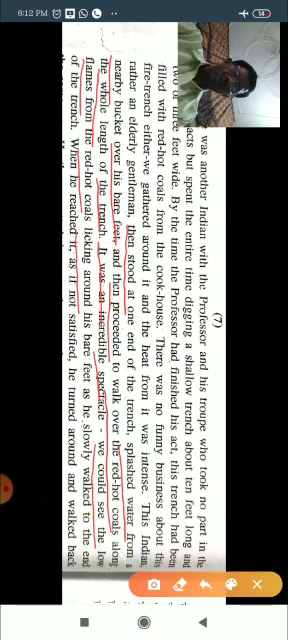 6:12 PM
14
(7)
was another Indian with the Professor and his troupe who took no part in the
acts but spent the entire time digging a shallow trench about ten feet long and
two or three feet wide. By the time the Professor had finished his act, this trench had been
filled with red-hot coals from the cook-house. There was no funny business about this
fire-trench either-we gathered around it and the heat from it was intense. This Indian,
rather an elderly gentleman, then stood at one end of the trench, splashed water from a
nearby bucket over his bare feet, and then proceeded to walk over the red-hot coals along
the whole length of the trench. It was an incredible spectacle - we could see the low
flames from the red-hot coals licking around his bare feet as he slowly walked to the end
of the trench. When he reached it, as if not satisfied, he turned around and walked back